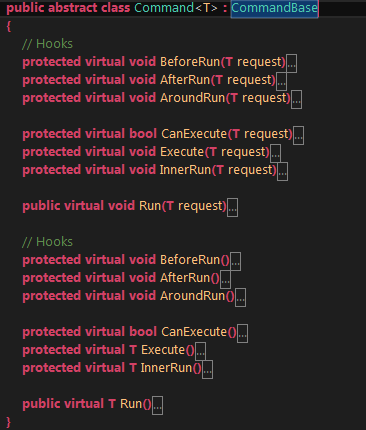 public abstract class Command<T> : CommandBase
{
// Hooks
protected virtual void BeforeRun(T request)...
protected virtual void AfterRun(T request)...
protected virtual void AroundRun(T request)...
protected virtual bool CanExecute(T request)...
protected virtual void Execute(T request)...
protected virtual void InnerRun(T request)...
public virtual void Run(T request)...
// Hooks
protected virtual void BeforeRun()...
protected virtual void AfterRun()...
protected virtual void AroundRun()...
protected virtual bool CanExecute()...
protected virtual T Execute()...
protected virtual T InnerRun()...
public virtual T Run()...
}